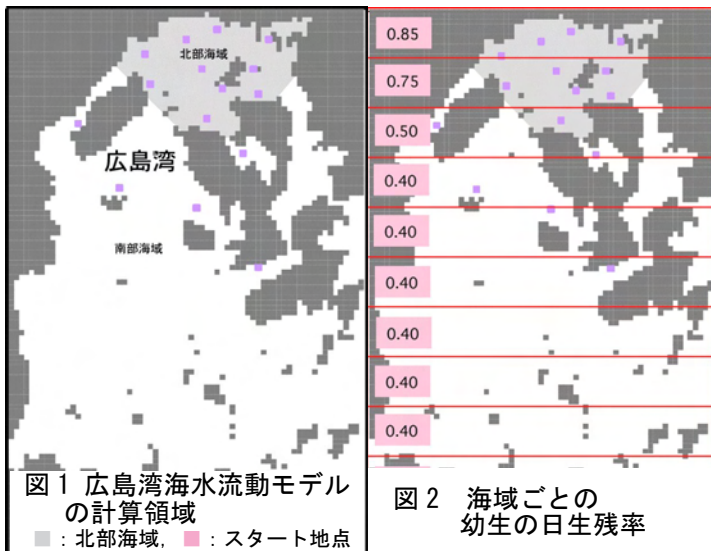 北部海域
広島湾
南部海域
図1 広島湾海水流動モデル
の計算領域
：北部海域, ：スタート地点
0.85
0.75
0.50
0.40
0.40
0.40
0.40
0.40
0.40
図2 海域ごとの
幼生の日生残率